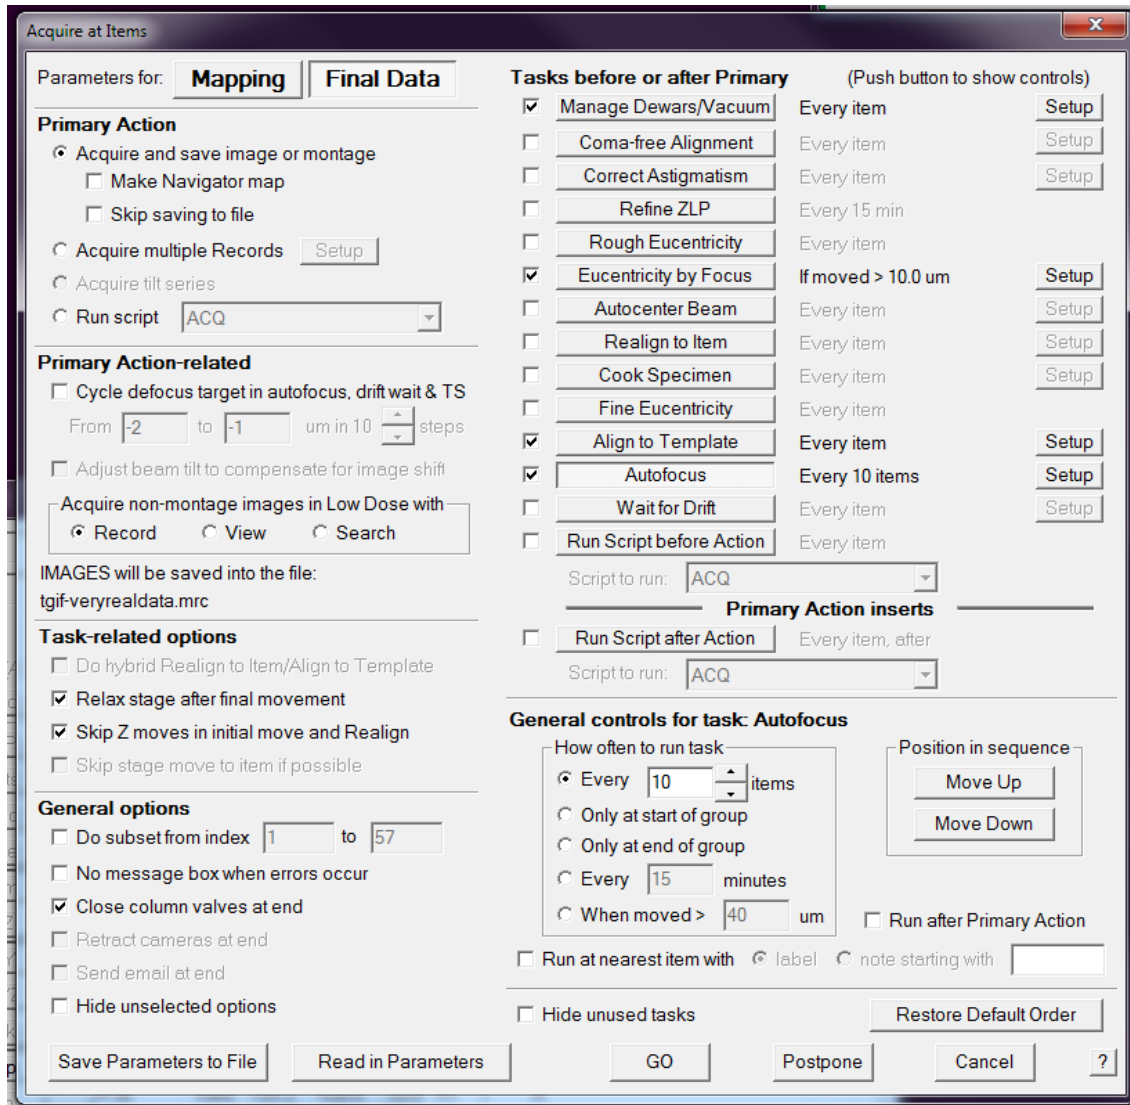 Acquire at Items
Parameters for: Mapping Final Data
Primary Action
Acquire and save image or montage
Make Navigator map
Skip saving to file
Acquire multiple Records Setup
Acquire tilt series
Run script ACQ
Primary Action-related
Cycle defocus target in autofocus, drift wait & TS
From -2 to -1 um in 10 steps
Adjust beam tilt to compensate for image shift
Acquire non-montage images in Low Dose with
Record View Search
IMAGES will be saved into the file:
tgif-veryrealdata.mrc
Task-related options
Do hybrid Realign to Item/Align to Template
Relax stage after final movement
Skip Z moves in initial move and Realign
Skip stage move to item if possible
General options
Do subset from index 1 to 57
No message box when errors occur
Close column valves at end
Retract cameras at end
Send email at end
Hide unselected options
Tasks before or after Primary (Push button to show controls)
Manage Dewars/Vacuum Every item Setup
Coma-free Alignment Every item Setup
Correct Astigmatism Every item Setup
Refine ZLP Every 15 min
Rough Eucentricity Every item
Eucentricity by Focus If moved > 10.0 um Setup
Autocenter Beam Every item Setup
Realign to Item Every item Setup
Cook Specimen Every item Setup
Fine Eucentricity Every item
Align to Template Every item Setup
Autofocus Every 10 items Setup
Wait for Drift Every item Setup
Run Script before Action Every item
Script to run: ACQ
Primary Action inserts
Run Script after Action Every item, after
Script to run: ACQ
General controls for task: Autofocus
How often to run task
Every 10 items
Only at start of group
Only at end of group
Every 15 minutes
When moved > 40 um
Position in sequence
Move Up
Move Down
Run after Primary Action
Run at nearest item with label note starting with
Hide unused tasks Restore Default Order
Save Parameters to File Read in Parameters GO Postpone Cancel ?